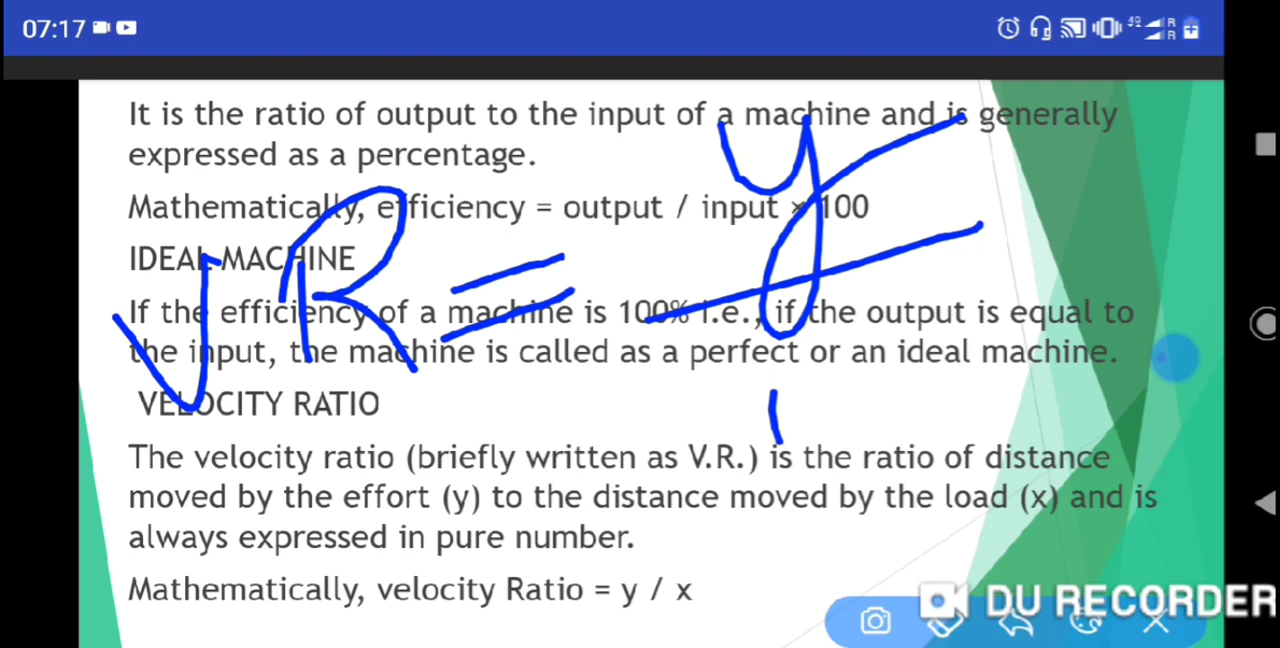 07:17
It is the ratio of output to the input of a machine and is generally
expressed as a percentage.
Mathematically, efficiency = output / input × 100
IDEAL MACHINE
If the efficiency of a machine is 100% i.e., if the output is equal to
the input, the machine is called as a perfect or an ideal machine.
VELOCITY RATIO
The velocity ratio (briefly written as V.R.) is the ratio of distance
moved by the effort (y) to the distance moved by the load (x) and is
always expressed in pure number.
Mathematically, velocity Ratio = y / x
VR = y
4G R
R
DU RECORDER